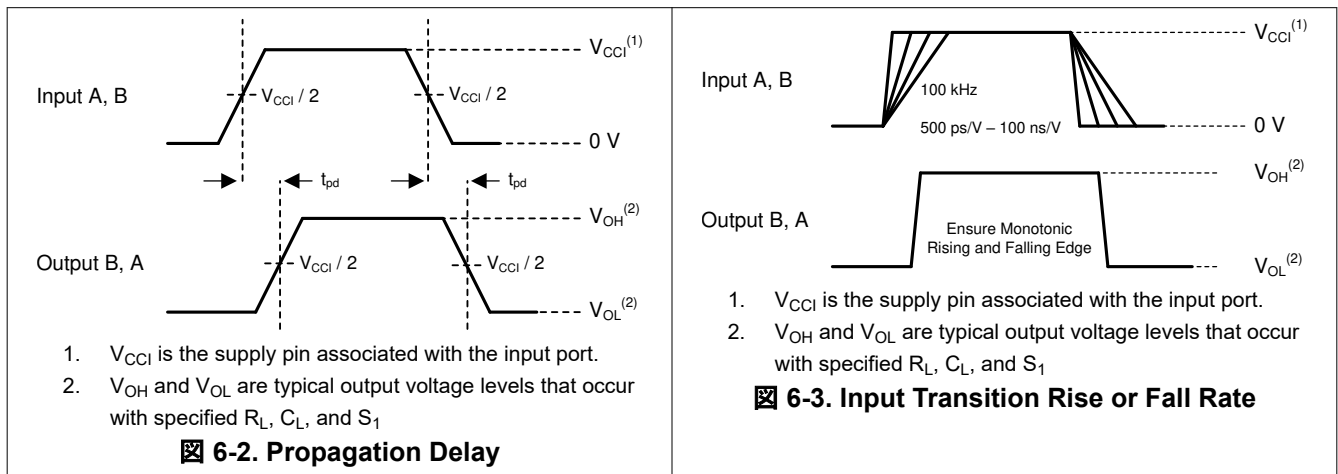 Input A, B
V_CCI / 2
V_CCI / 2
V_CCI^(1)
0 V
t_pd
t_pd
Output B, A
V_CCI / 2
V_CCI / 2
V_OH^(2)
V_OL^(2)
1. V_CCI is the supply pin associated with the input port.
2. V_OH and V_OL are typical output voltage levels that occur
with specified R_L, C_L, and S_1
図 6-2. Propagation Delay
Input A, B
100 kHz
500 ps/V – 100 ns/V
V_CCI^(1)
0 V
Output B, A
Ensure Monotonic
Rising and Falling Edge
V_OH^(2)
V_OL^(2)
1. V_CCI is the supply pin associated with the input port.
2. V_OH and V_OL are typical output voltage levels that occur
with specified R_L, C_L, and S_1
図 6-3. Input Transition Rise or Fall Rate